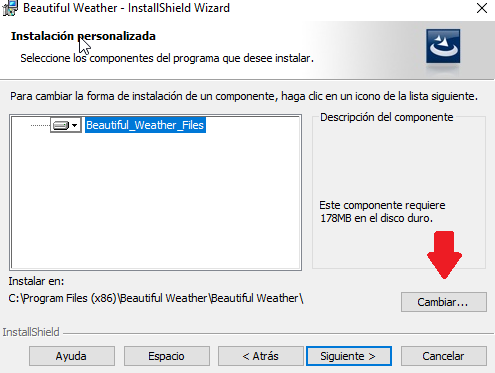 Beautiful Weather - InstallShield Wizard
Instalación personalizada
Seleccione los componentes del programa que desee instalar.
Para cambiar la forma de instalación de un componente, haga clic en un icono de la lista siguiente.
Beautiful_Weather_Files
Descripción del componente
Este componente requiere
178MB en el disco duro.
Instalar en:
C:\Program Files (x86)\Beautiful Weather\Beautiful Weather\
Cambiar...
InstallShield
Ayuda
Espacio
< Atrás
Siguiente >
Cancelar